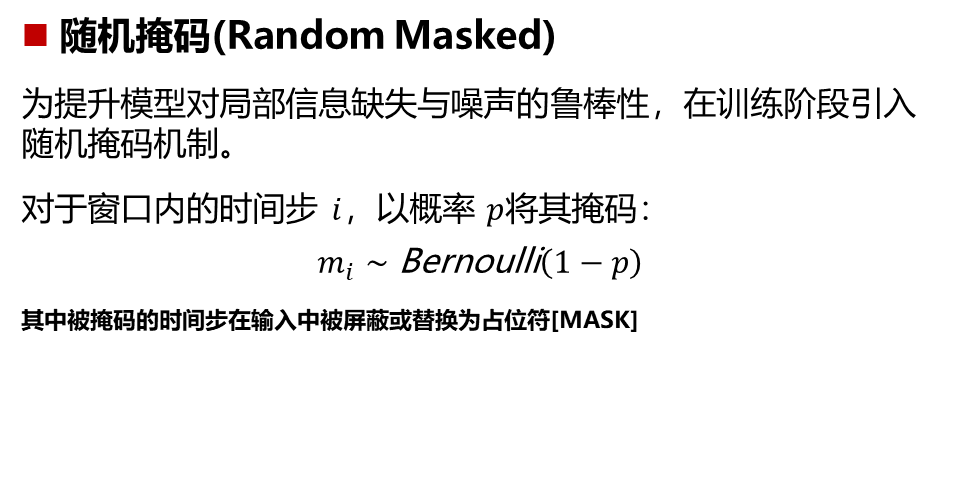 随机掩码(Random Masked)
为提升模型对局部信息缺失与噪声的鲁棒性，在训练阶段引入
随机掩码机制。
对于窗口内的时间步 𝑖，以概率 𝑝将其掩码：
𝑚ᵢ ~ Bernoulli(1 − 𝑝)
其中被掩码的时间步在输入中被屏蔽或替换为占位符[MASK]